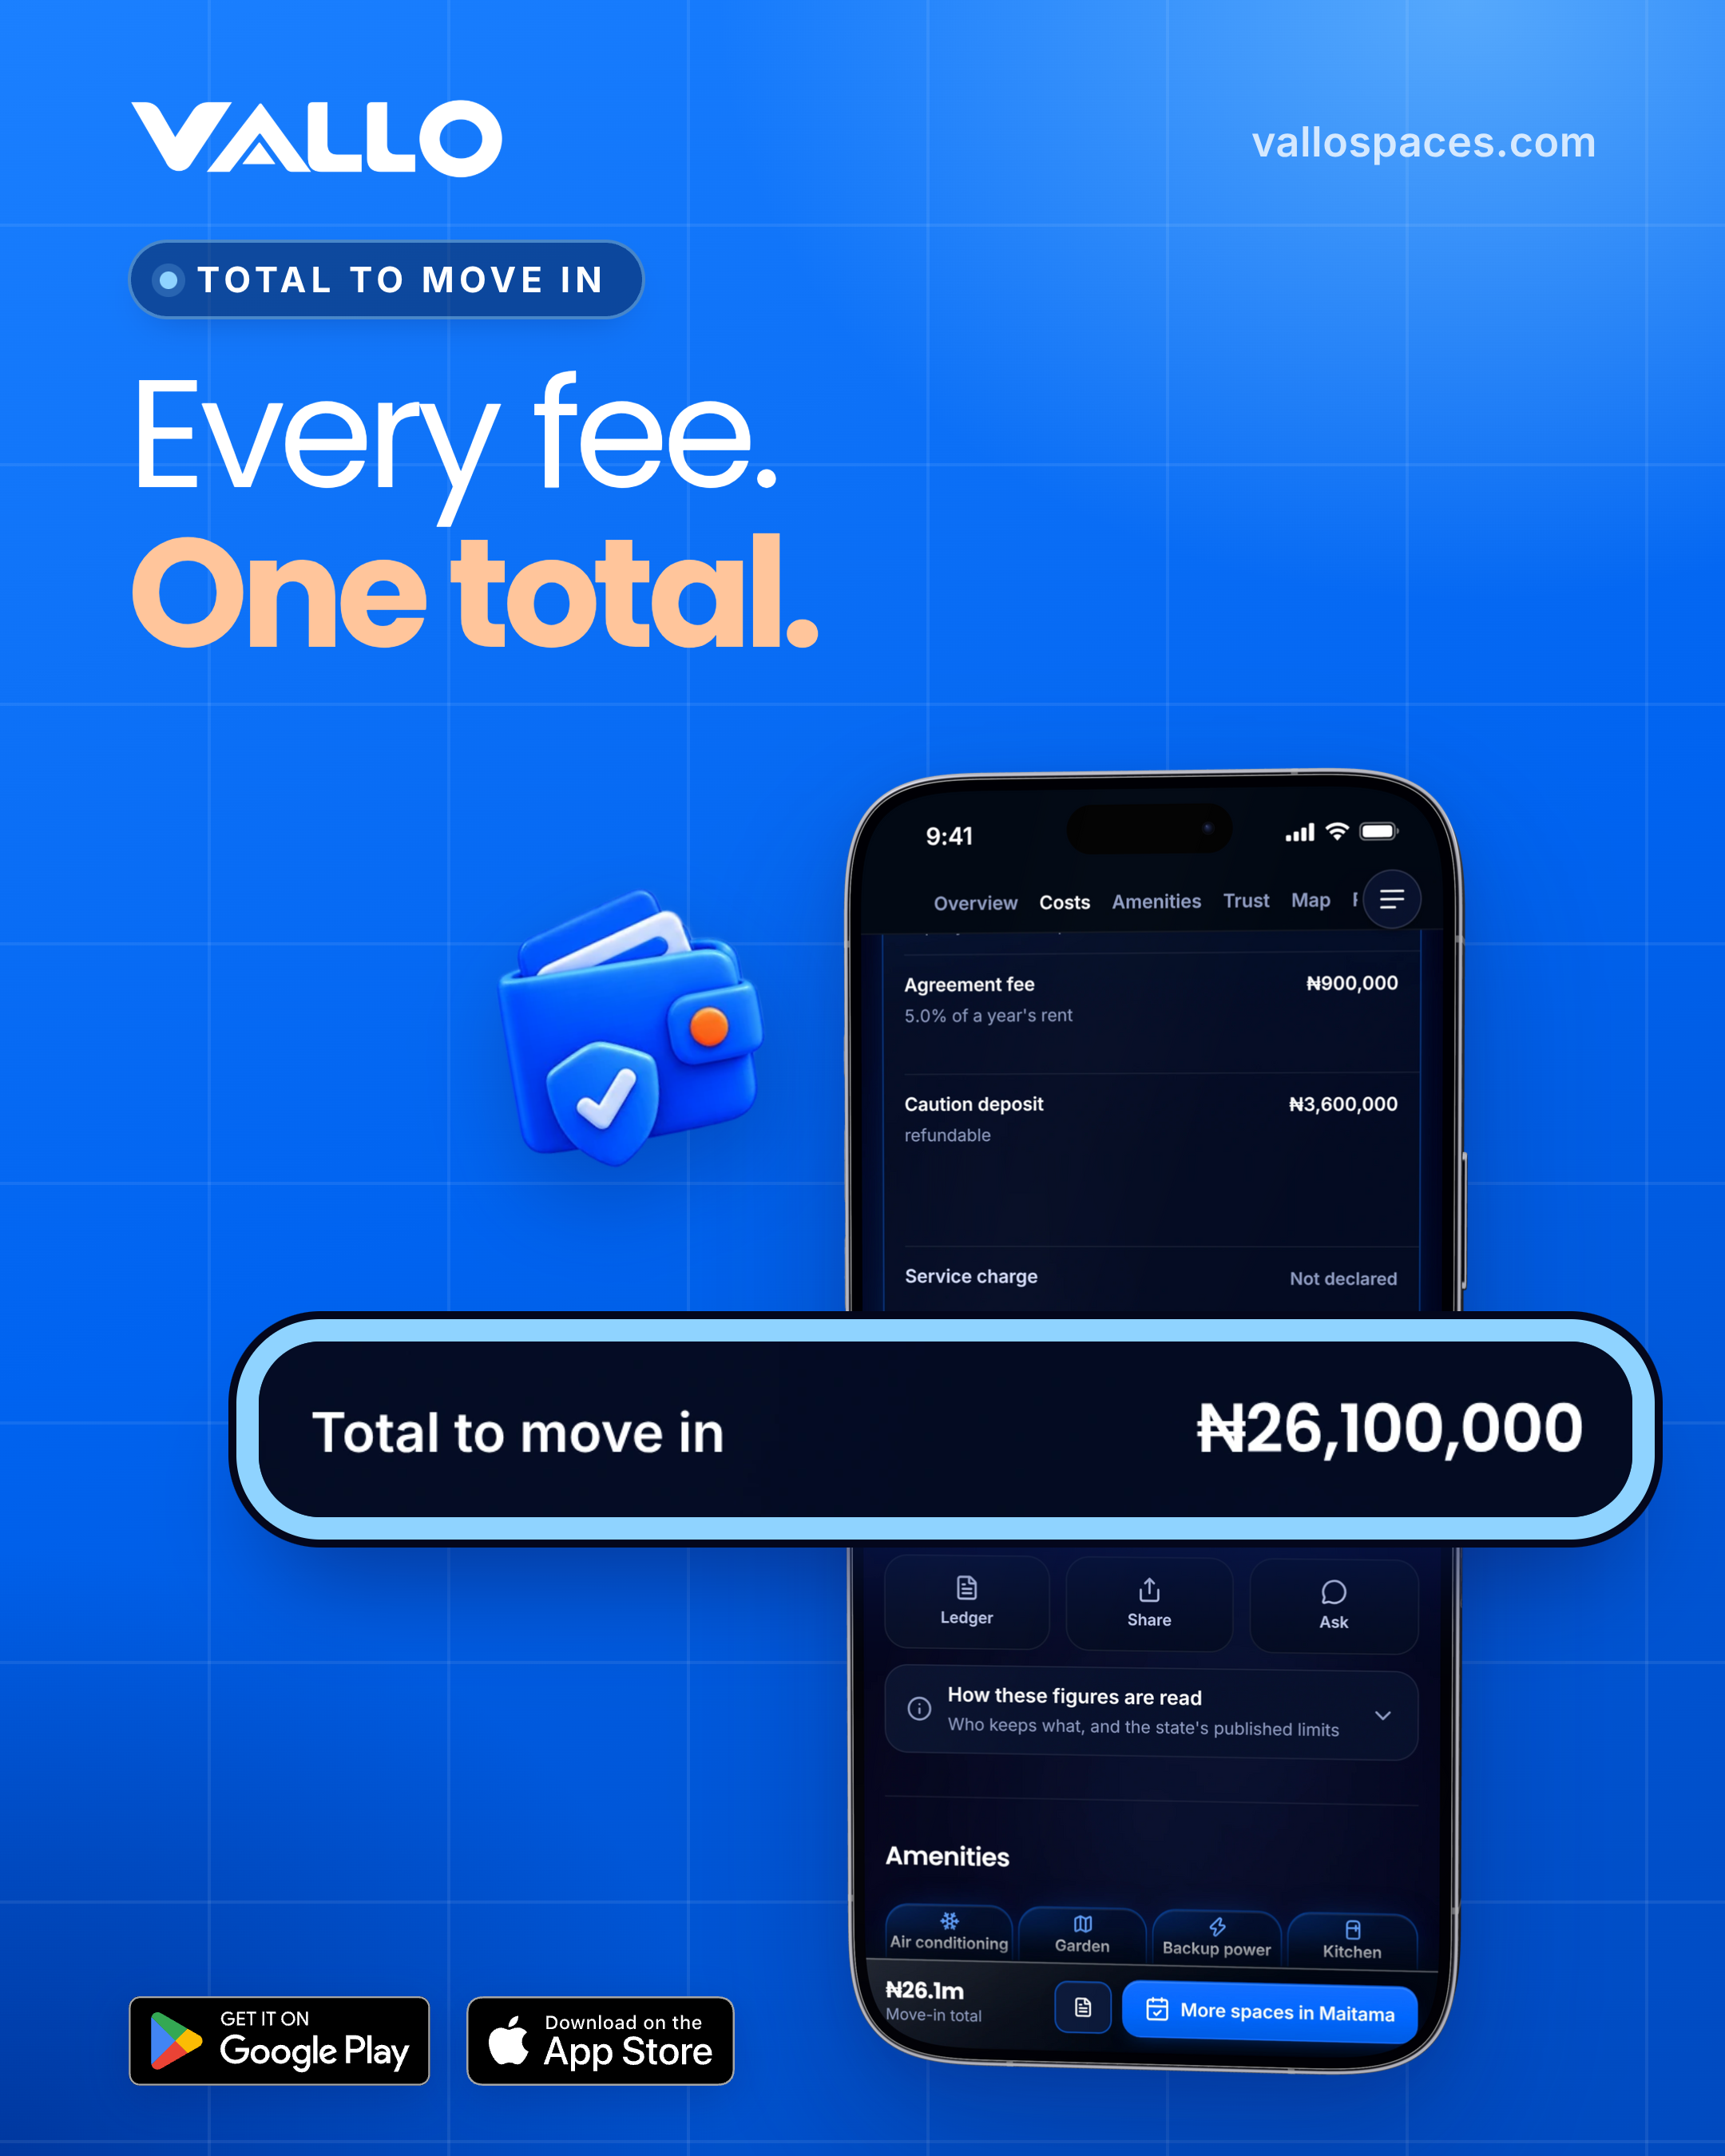 VALLO
vallospaces.com
TOTAL TO MOVE IN
Every fee.
One total.
9:41
Overview Costs Amenities Trust Map
Agreement fee ₦900,000
5.0% of a year's rent
Caution deposit ₦3,600,000
refundable
Service charge Not declared
Total to move in ₦26,100,000
Ledger Share Ask
How these figures are read
Who keeps what, and the state's published limits
Amenities
Air conditioning Garden Backup power Kitchen
₦26.1m
Move-in total
More spaces in Maitama
GET IT ON
Google Play
Download on the
App Store